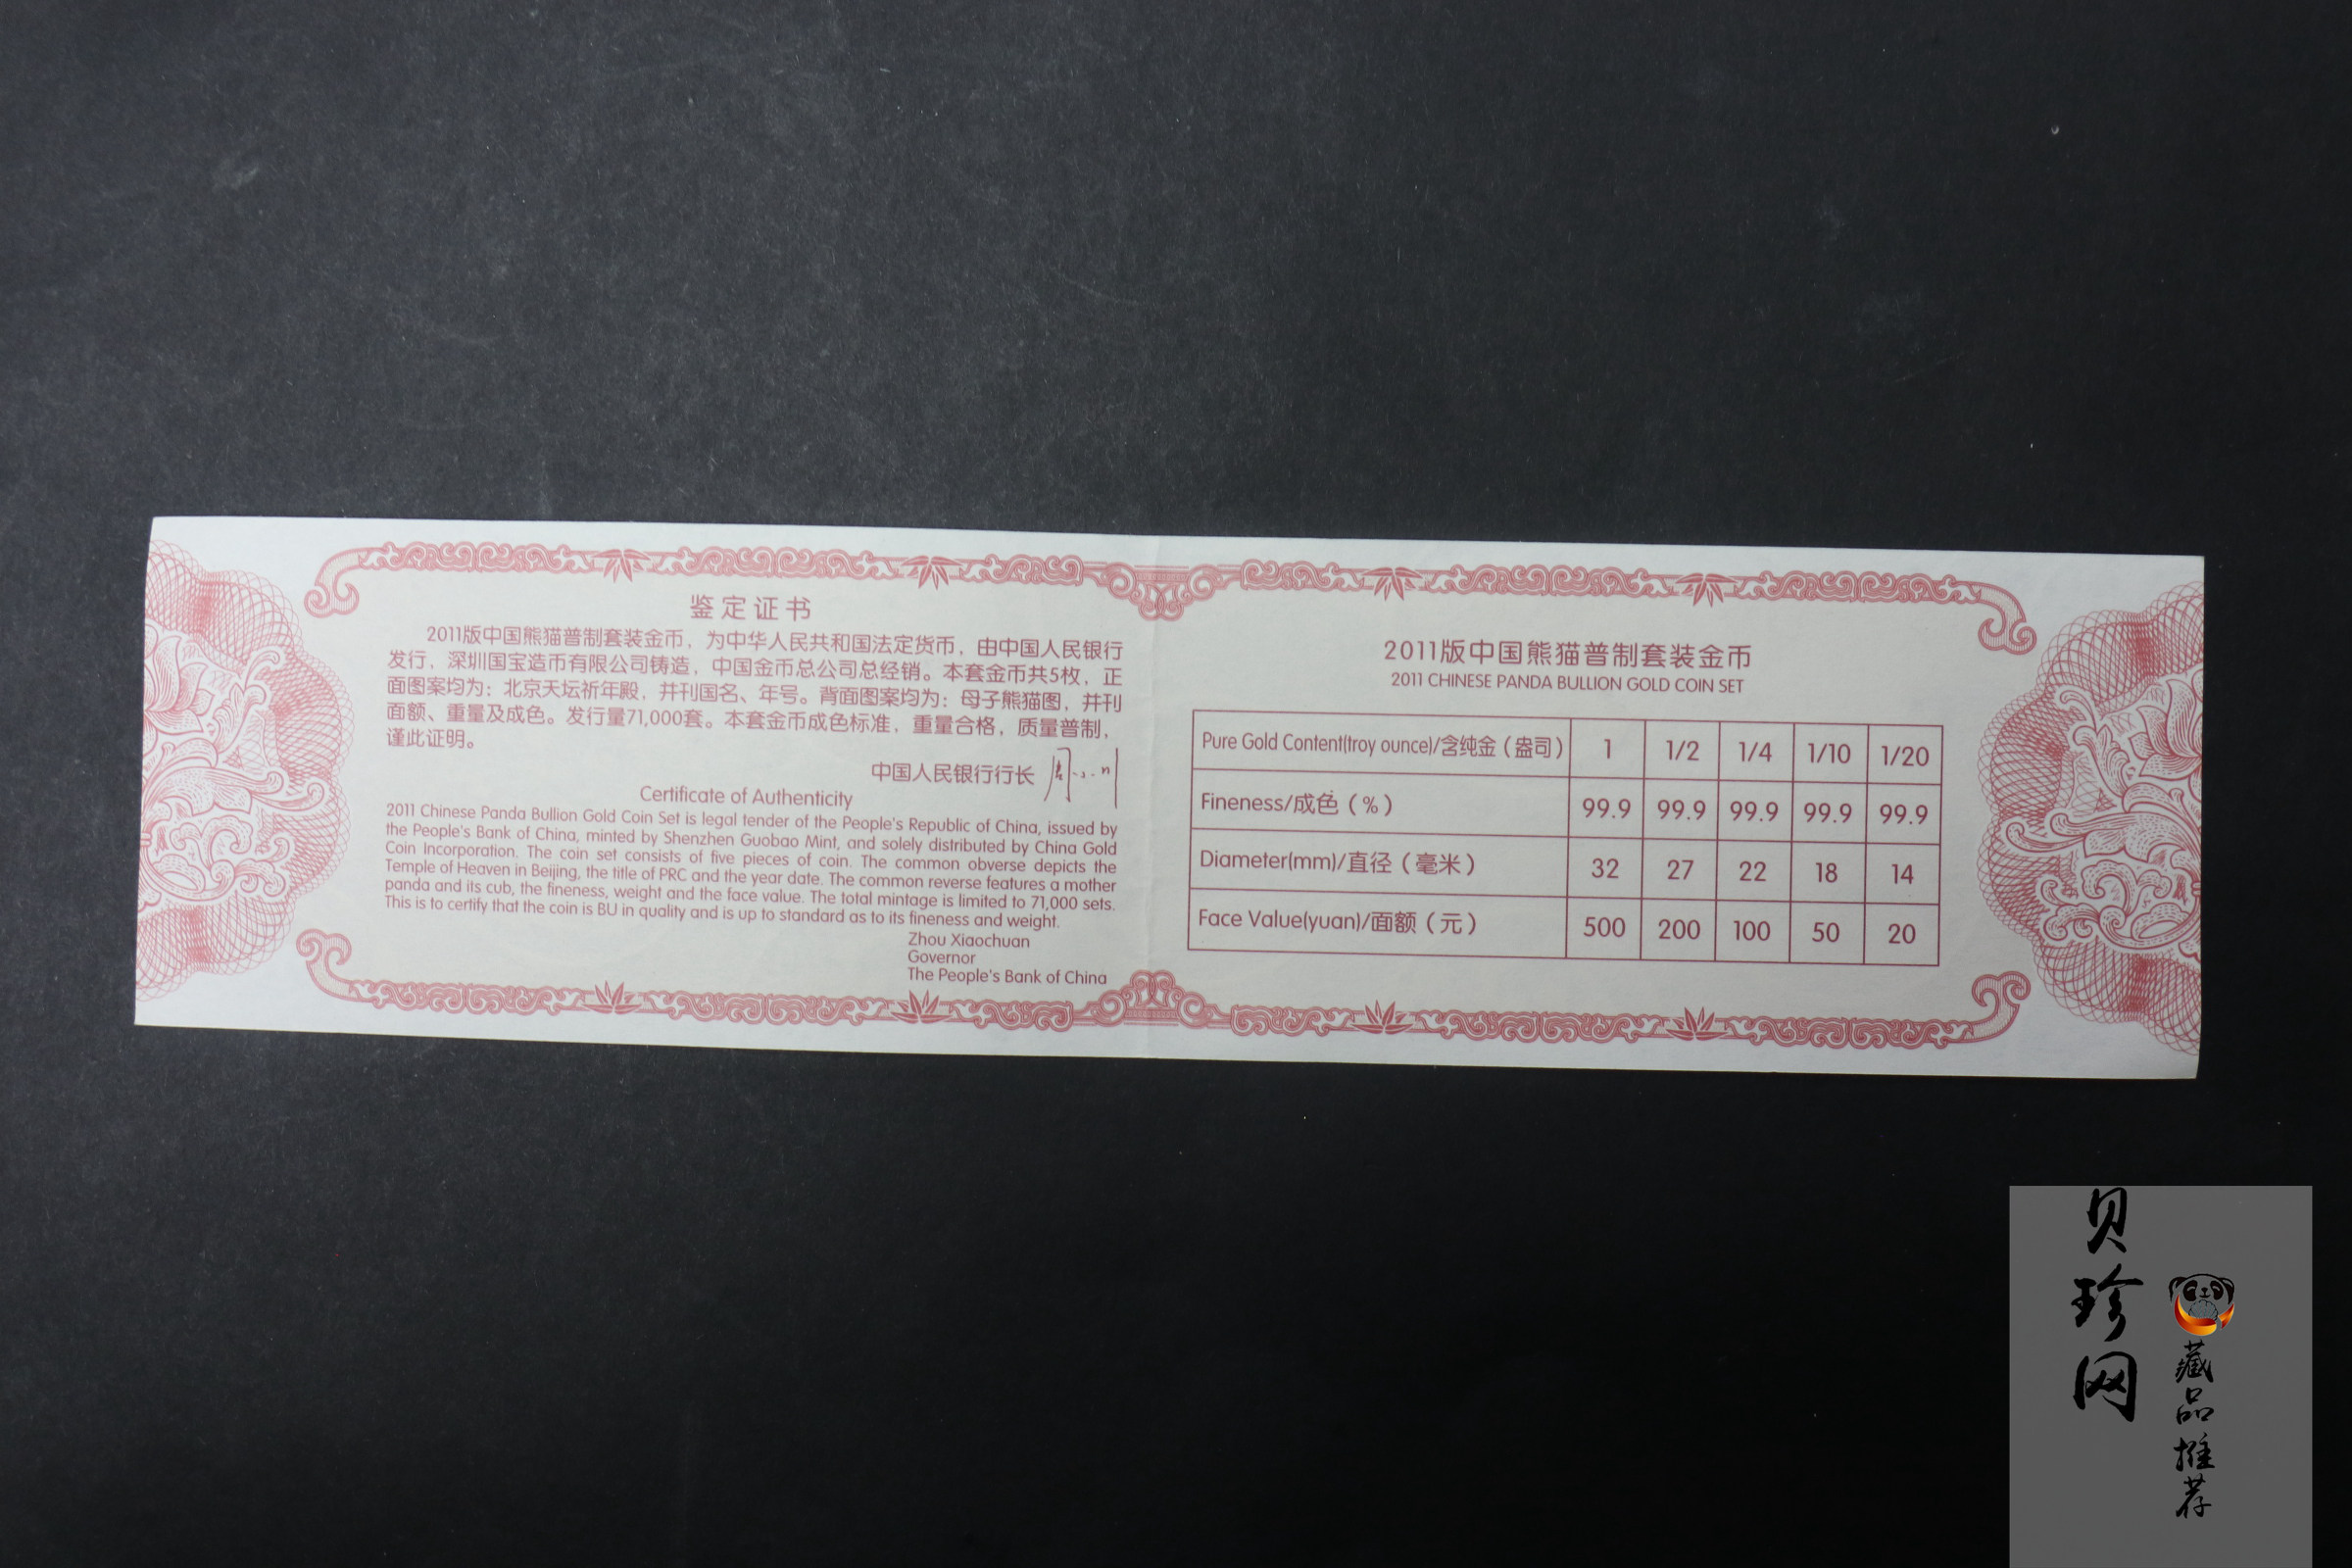 鉴定证书
2011版中国熊猫普制套装金币，为中华人民共和国法定货币，由中国人民银行
发行，深圳国宝造币有限公司铸造，中国金币总公司总经销。本套金币共5枚，正
面图案均为：北京天坛祈年殿，并刊国名、年号。背面图案均为：母子熊猫图，并刊
面额、重量及成色。发行量71,000套。本套金币成色标准，重量合格，质量普制，
谨此证明。
中国人民银行行长
Certificate of Authenticity
2011 Chinese Panda Bullion Gold Coin Set is legal tender of the People's Republic of China, issued by
the People's Bank of China, minted by Shenzhen Guobao Mint, and solely distributed by China Gold
Coin Incorporation. The coin set consists of five pieces of coin. The common obverse depicts the
Temple of Heaven in Beijing, the title of PRC and the year date. The common reverse features a mother
panda and its cub, the fineness, weight and the face value. The total mintage is limited to 71,000 sets.
This is to certify that the coin is BU in quality and is up to standard as to its fineness and weight.
Zhou Xiaochuan
Governor
The People's Bank of China
2011版中国熊猫普制套装金币
2011 CHINESE PANDA BULLION GOLD COIN SET
Pure Gold Content(troy ounce)/含纯金（盎司） 1 1/2 1/4 1/10 1/20
Fineness/成色（%） 99.9 99.9 99.9 99.9 99.9
Diameter(mm)/直径（毫米） 32 27 22 18 14
Face Value(yuan)/面额（元） 500 200 100 50 20
贝珍网
藏品推荐